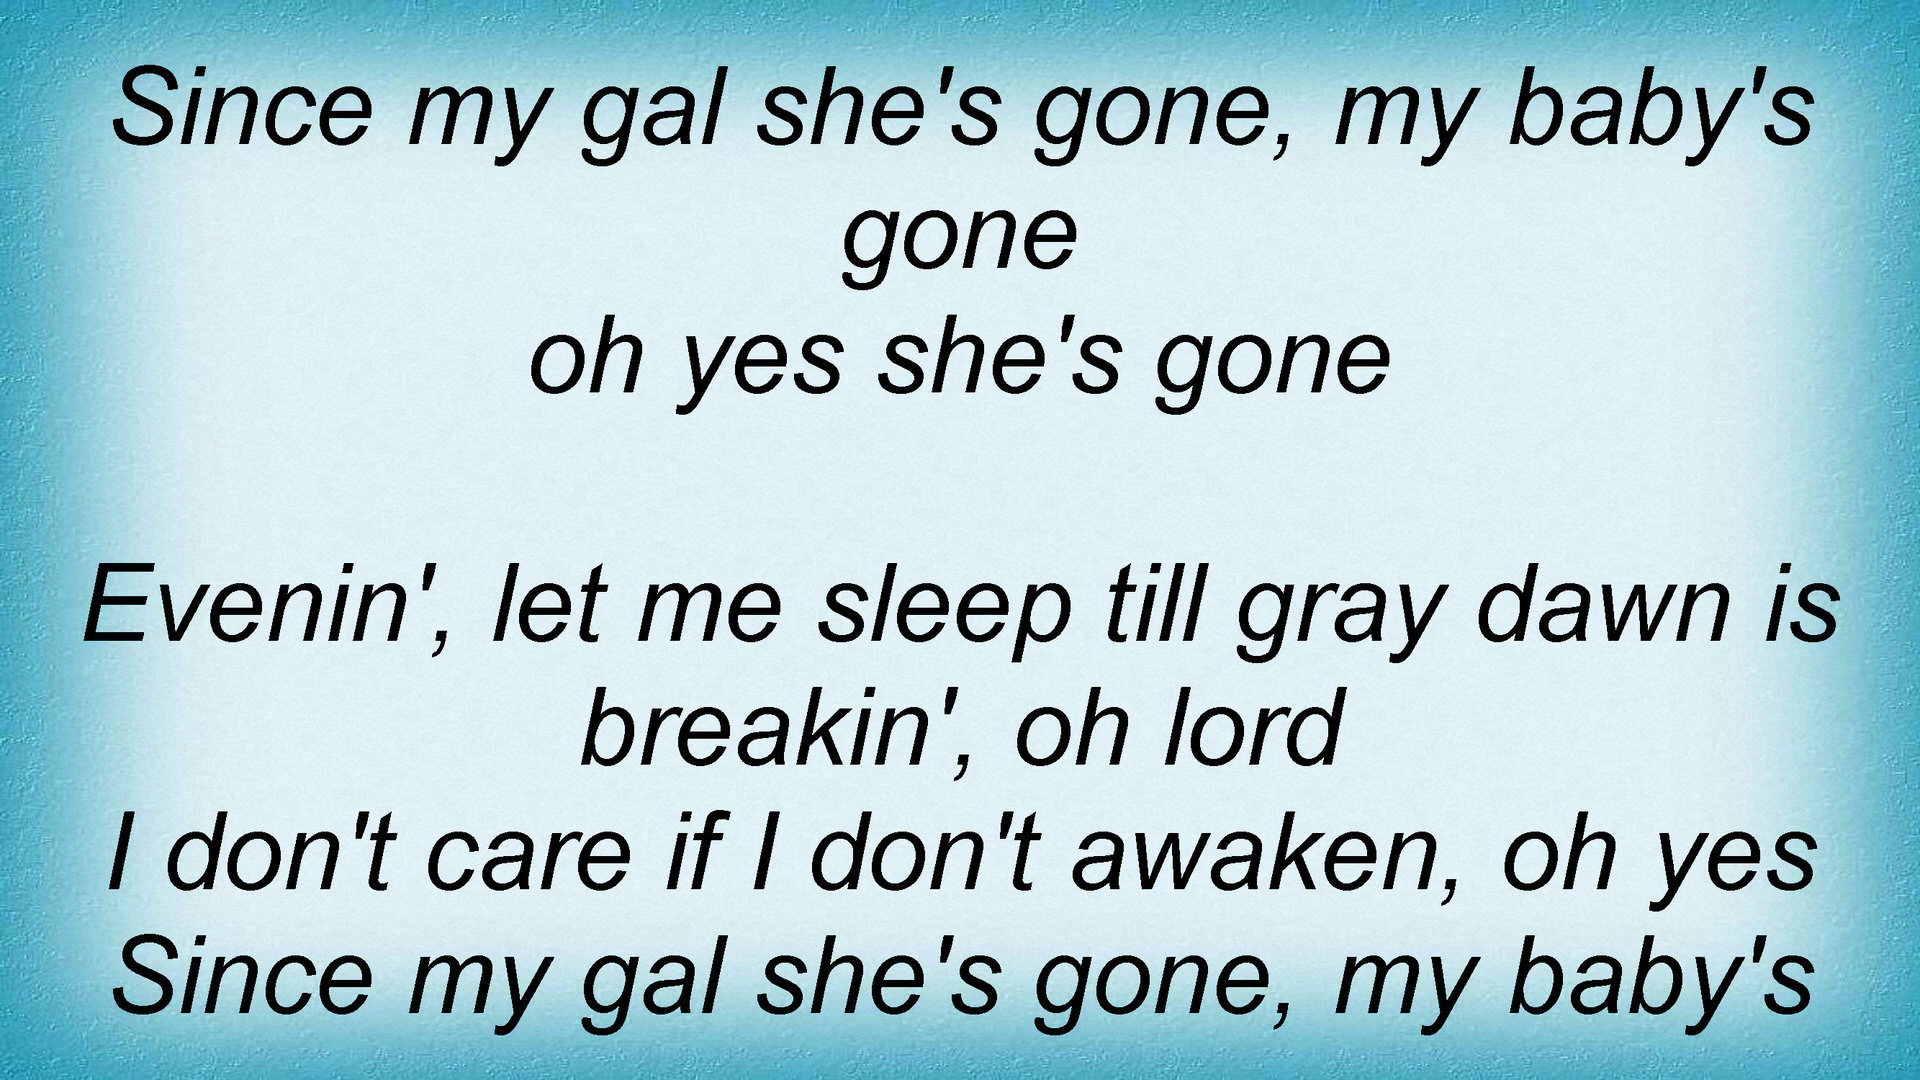 Since my gal she's gone, my baby's
gone
oh yes she's gone
Evenin', let me sleep till gray dawn is
breakin', oh lord
I don't care if I don't awaken, oh yes
Since my gal she's gone, my baby's